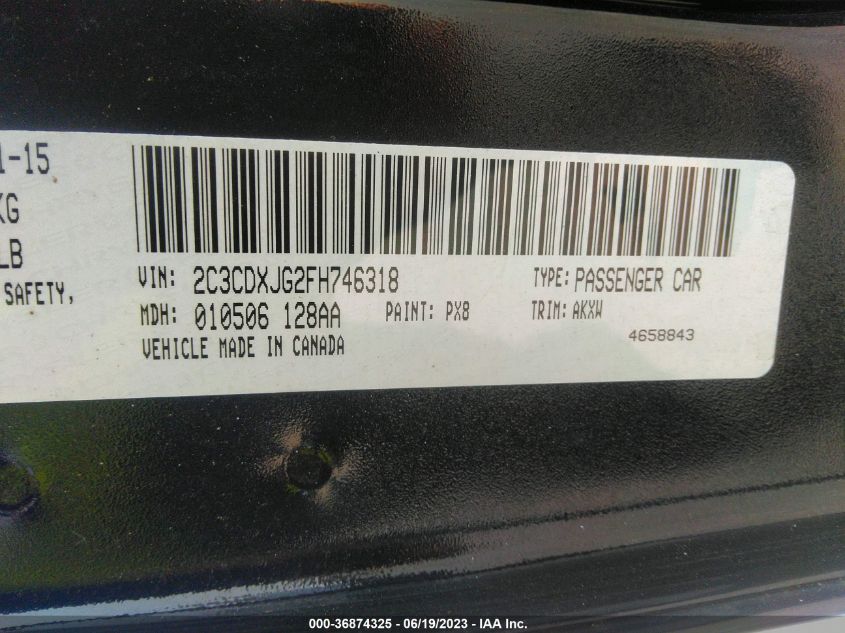 1-15
KG
LB
SAFETY,
VIN: 2C3CDXJG2FH746318 TYPE: PASSENGER CAR
MDH: 010506 128AA PAINT: PX8 TRIM: AKXW
VEHICLE MADE IN CANADA 4658843
000-36874325 - 06/19/2023 - IAA Inc.